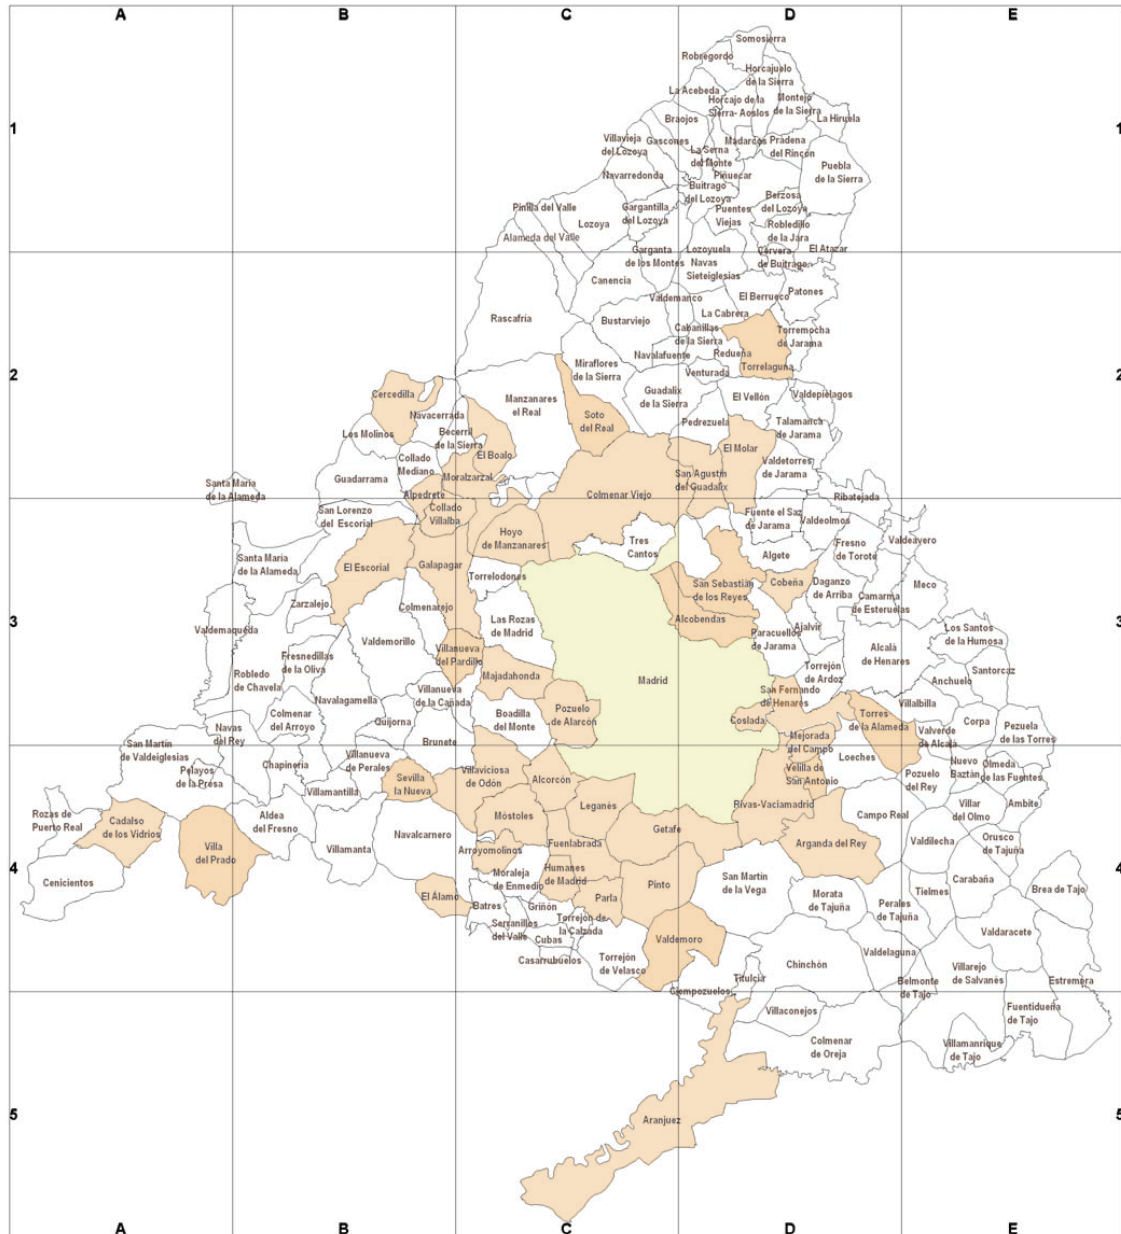 A
B
C
D
E
Somosierra
Robregordo
Horcajuelo
de la Sierra
La Acebeda
Horcajo de la
Sierra- Aoslos
Montejo
de la Sierra
La Hiruela
1
1
Braojos
Villavieja
del Lozoya
Gascones
La Serna
del Monte
Madarcos
Prádena
del Rincón
Puebla
de la Sierra
Navarredonda
Piñuecar
Buitrago
del Lozoya
Berzosa
del Lozoya
Pinilla del Valle
Gargantilla
del Lozoya
Puentes
Viejas
Lozoya
Robledillo
de la Jara
Alameda del Valle
El Atazar
Garganta
de los Montes
Lozoyuela
Navas
Sieteiglesias
Cervera
de Buitrago
Canencia
Valdemanco
El Berrueco
Patones
Rascafría
Bustarviejo
La Cabrera
Cabanillas
de la Sierra
Torremocha
de Jarama
Navalafuente
Redueña
Torrelaguna
Miraflores
de la Sierra
Venturada
2
2
Cercedilla
Manzanares
el Real
Guadalix
de la Sierra
El Vellón
Valdepiélagos
Navacerrada
Soto
del Real
Pedrezuela
Talamanca
de Jarama
Los Molinos
Becerril
de la Sierra
El Boalo
El Molar
Collado
Mediano
Valdetorres
de Jarama
Santa María
de la Alameda
Guadarrama
Moralzarzal
San Agustín
del Guadalix
Alpedrete
Colmenar Viejo
Ribatejada
San Lorenzo
del Escorial
Collado
Villalba
Fuente el Saz
de Jarama
Valdeolmos
Hoyo
de Manzanares
Tres
Cantos
Valdeavero
Fresno
de Torote
Santa María
de la Alameda
El Escorial
Galapagar
Algete
Torrelodones
San Sebastián
de los Reyes
Cobeña
Daganzo
de Arriba
Meco
Camarma
de Esteruelas
Zarzalejo
Colmenarejo
Las Rozas
de Madrid
Alcobendas
3
3
Valdemaqueda
Valdemorillo
Paracuellos
de Jarama
Ajalvir
Los Santos
de la Humosa
Villanueva
del Pardillo
Alcalá
de Henares
Fresnedillas
de la Oliva
Robledo
de Chavela
Majadahonda
Madrid
Torrejón
de Ardoz
Santorcaz
Anchuelo
Navalagamella
Villanueva
de la Cañada
San Fernando
de Henares
Villalbilla
Colmenar
del Arroyo
Quijorna
Boadilla
del Monte
Pozuelo
de Alarcón
Coslada
Torres
de la Alameda
Corpa
Pezuela
de las Torres
Navas
del Rey
Valverde
de Alcalá
San Martín
de Valdeiglesias
Brunete
Mejorada
del Campo
Loeches
Villanueva
de Perales
Chapinería
Nuevo
Baztán
Olmeda
de las Fuentes
Pelayos
de la Presa
Sevilla
la Nueva
Villaviciosa
de Odón
Alcorcón
Velilla de
San Antonio
Pozuelo
del Rey
Villamantilla
Rozas de
Puerto Real
Cadalso
de los Vidrios
Aldea
del Fresno
Leganés
Rivas-Vaciamadrid
Campo Real
Villar
del Olmo
Ambite
Móstoles
Getafe
Villa
del Prado
Navalcarnero
Valdilecha
Orusco
de Tajuña
Villamanta
Arroyomolinos
Fuenlabrada
Arganda del Rey
4
4
Cenicientos
Moraleja
de Enmedio
Humanes
de Madrid
Pinto
San Martín
de la Vega
Carabaña
Morata
de Tajuña
Perales
de Tajuña
Tielmes
Brea de Tajo
El Álamo
Parla
Batres
Griñón
Torrejón de
la Calzada
Serranillos
del Valle
Cubas
Valdemoro
Valdaracete
Casarrubuelos
Torrejón
de Velasco
Chinchón
Valdelaguna
Villarejo
de Salvanés
Titulcia
Belmonte
de Tajo
Estremera
Ciempozuelos
Villaconejos
Fuentidueña
de Tajo
Colmenar
de Oreja
Villamanrique
de Tajo
5
5
Aranjuez
A
B
C
D
E